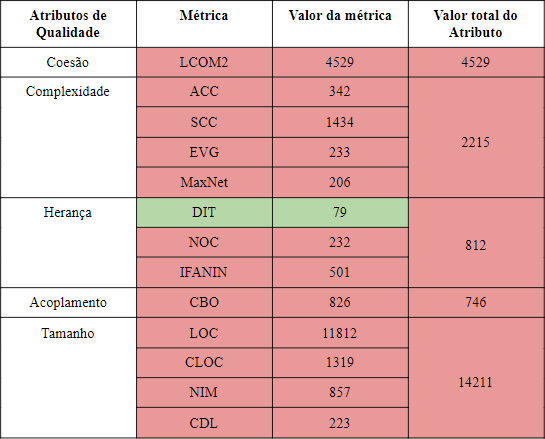 Atributos de Qualidade Métrica Valor da métrica Valor total do Atributo
Coesão LCOM2 4529 4529
Complexidade ACC 342 2215
SCC 1434
EVG 233
MaxNet 206
Herança DIT 79 812
NOC 232
IFANIN 501
Acoplamento CBO 826 746
Tamanho LOC 11812 14211
CLOC 1319
NIM 857
CDL 223